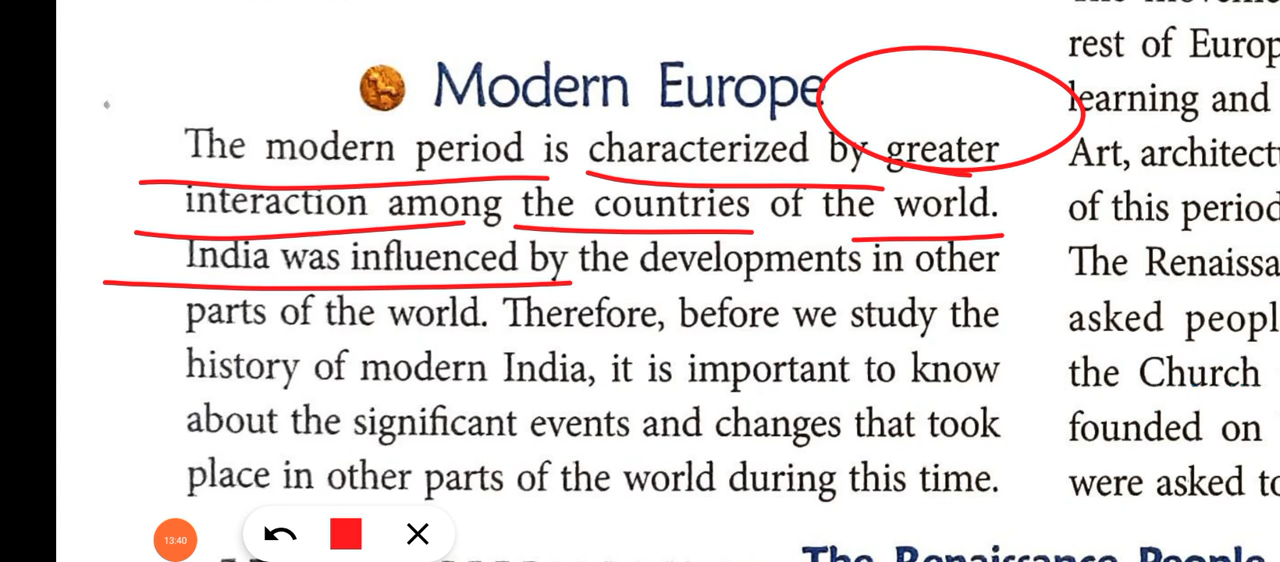 Modern Europe
The modern period is characterized by greater
interaction among the countries of the world.
India was influenced by the developments in other
parts of the world. Therefore, before we study the
history of modern India, it is important to know
about the significant events and changes that took
place in other parts of the world during this time.
rest of Europ
learning and
Art, architect
of this period
The Renaissa
asked peopl
the Church
founded on
were asked to
The Renaissance People
13:40